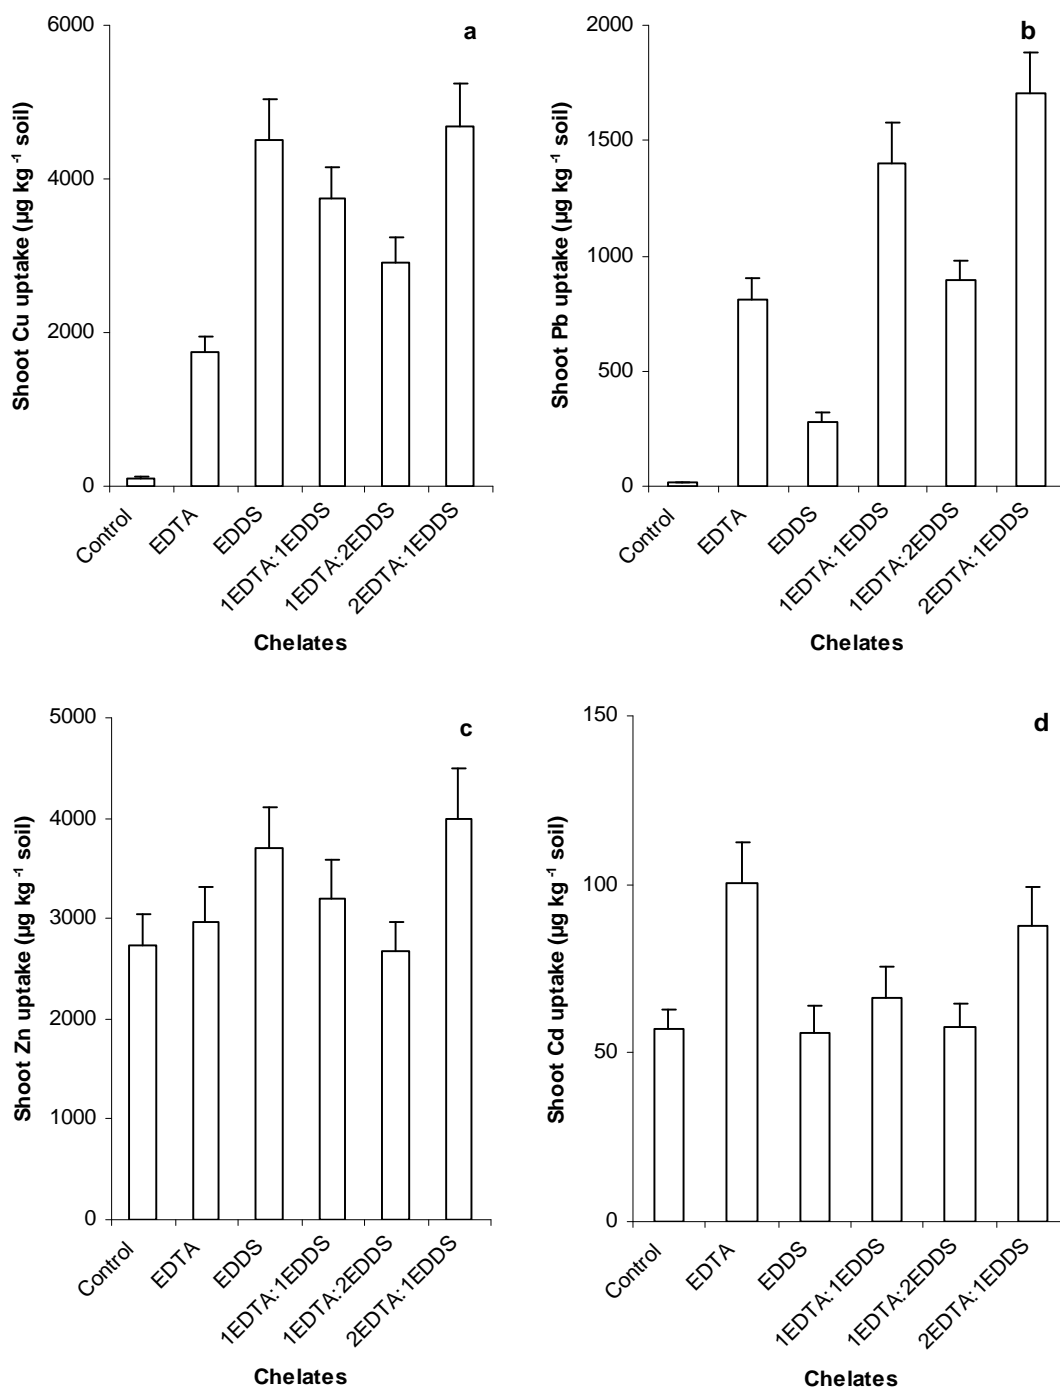 a
Shoot Cu uptake (µg kg⁻¹ soil)
6000
4000
2000
0
Control
EDTA
EDDS
1EDTA:1EDDS
1EDTA:2EDDS
2EDTA:1EDDS
Chelates
b
Shoot Pb uptake (µg kg⁻¹ soil)
2000
1500
1000
500
0
Control
EDTA
EDDS
1EDTA:1EDDS
1EDTA:2EDDS
2EDTA:1EDDS
Chelates
c
Shoot Zn uptake (µg kg⁻¹ soil)
5000
4000
3000
2000
1000
0
Control
EDTA
EDDS
1EDTA:1EDDS
1EDTA:2EDDS
2EDTA:1EDDS
Chelates
d
Shoot Cd uptake (µg kg⁻¹ soil)
150
100
50
0
Control
EDTA
EDDS
1EDTA:1EDDS
1EDTA:2EDDS
2EDTA:1EDDS
Chelates